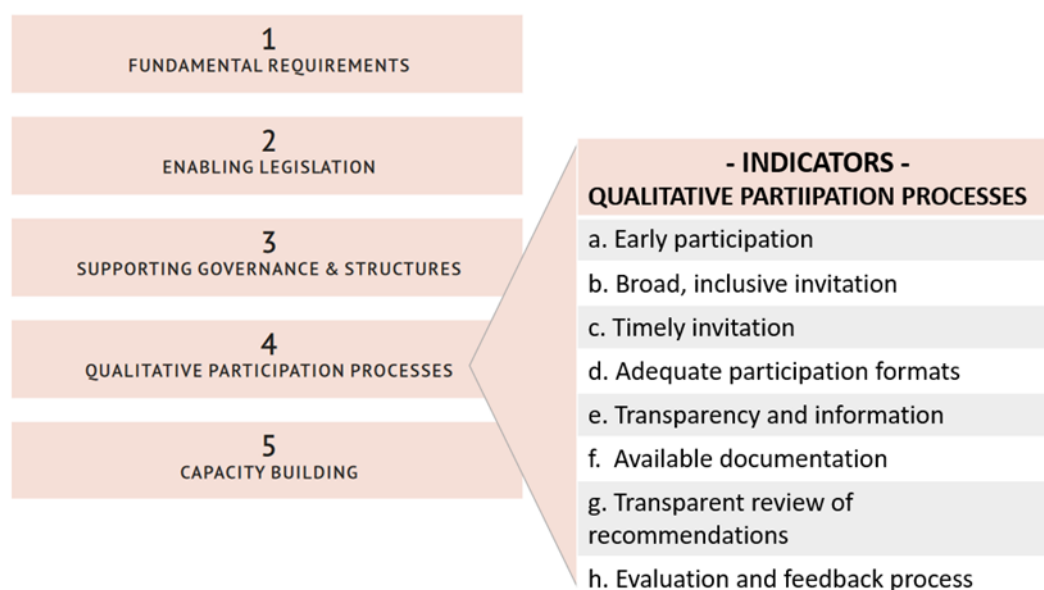 1
FUNDAMENTAL REQUIREMENTS
2
ENABLING LEGISLATION
3
SUPPORTING GOVERNANCE & STRUCTURES
4
QUALITATIVE PARTICIPATION PROCESSES
5
CAPACITY BUILDING
- INDICATORS -
QUALITATIVE PARTIIPATION PROCESSES
a. Early participation
b. Broad, inclusive invitation
c. Timely invitation
d. Adequate participation formats
e. Transparency and information
f. Available documentation
g. Transparent review of
recommendations
h. Evaluation and feedback process